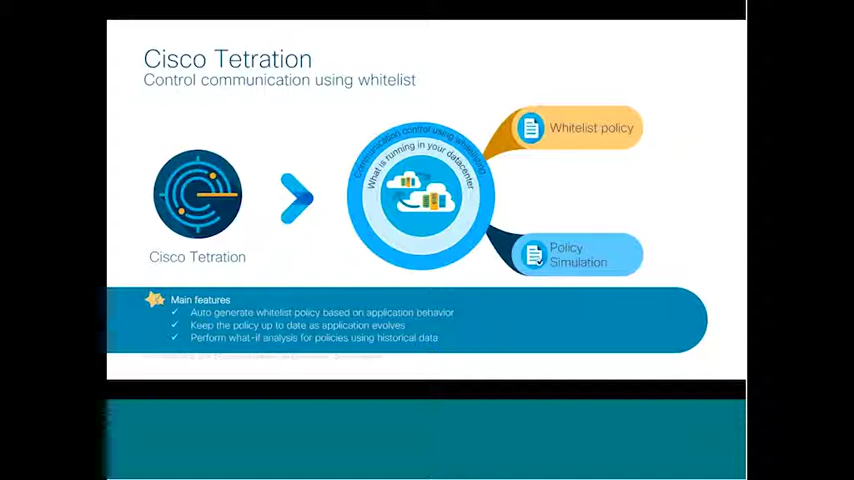 Cisco Tetration
Control communication using whitelist
Communication control using whitelisting
What is running in your datacenter
Whitelist policy
Cisco Tetration
Policy
Simulation
Main features
✓ Auto generate whitelist policy based on application behavior
✓ Keep the policy up to date as application evolves
✓ Perform what-if analysis for policies using historical data